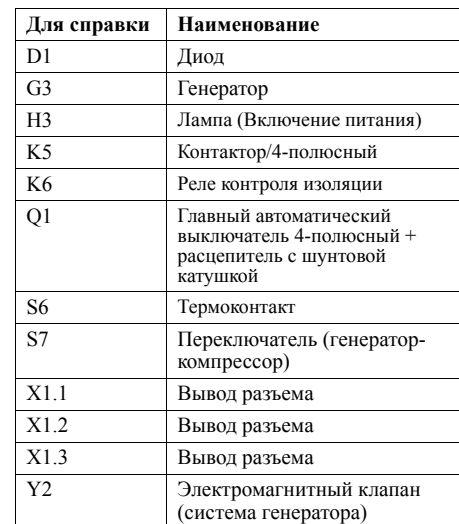 Для справки Наименование
D1 Диод
G3 Генератор
H3 Лампа (Включение питания)
K5 Контактор/4-полюсный
K6 Реле контроля изоляции
Q1 Главный автоматический
выключатель 4-полюсный +
расцепитель с шунтовой
катушкой
S6 Термоконтакт
S7 Переключатель (генератор-
компрессор)
X1.1 Вывод разъема
X1.2 Вывод разъема
X1.3 Вывод разъема
Y2 Электромагнитный клапан
(система генератора)